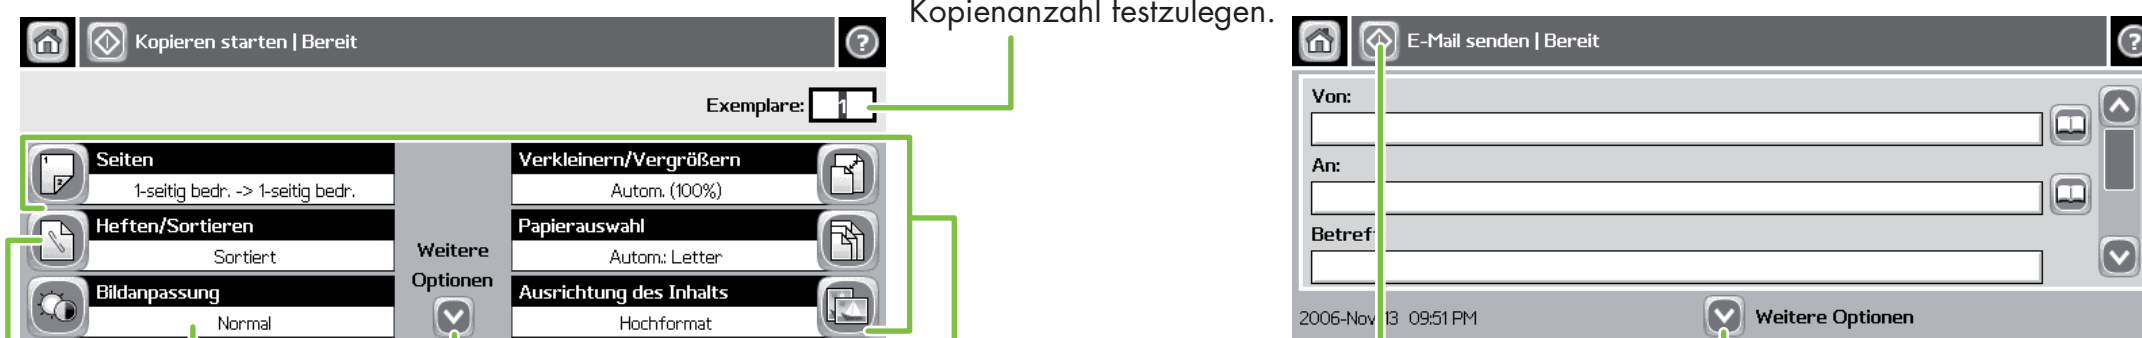 Kopienanzahl festzulegen.
Kopieren starten | Bereit
?
Exemplare: 1
Seiten
1-seitig bedr. -> 1-seitig bedr.
Heften/Sortieren
Sortiert
Bildanpassung
Normal
Weitere
Optionen
Verkleinern/Vergrößern
Autom. (100%)
Papierauswahl
Autom.: Letter
Ausrichtung des Inhalts
Hochformat
E-Mail senden | Bereit
?
Von:
An:
Betreff
2006-Nov 13 09:51 PM
Weitere Optionen